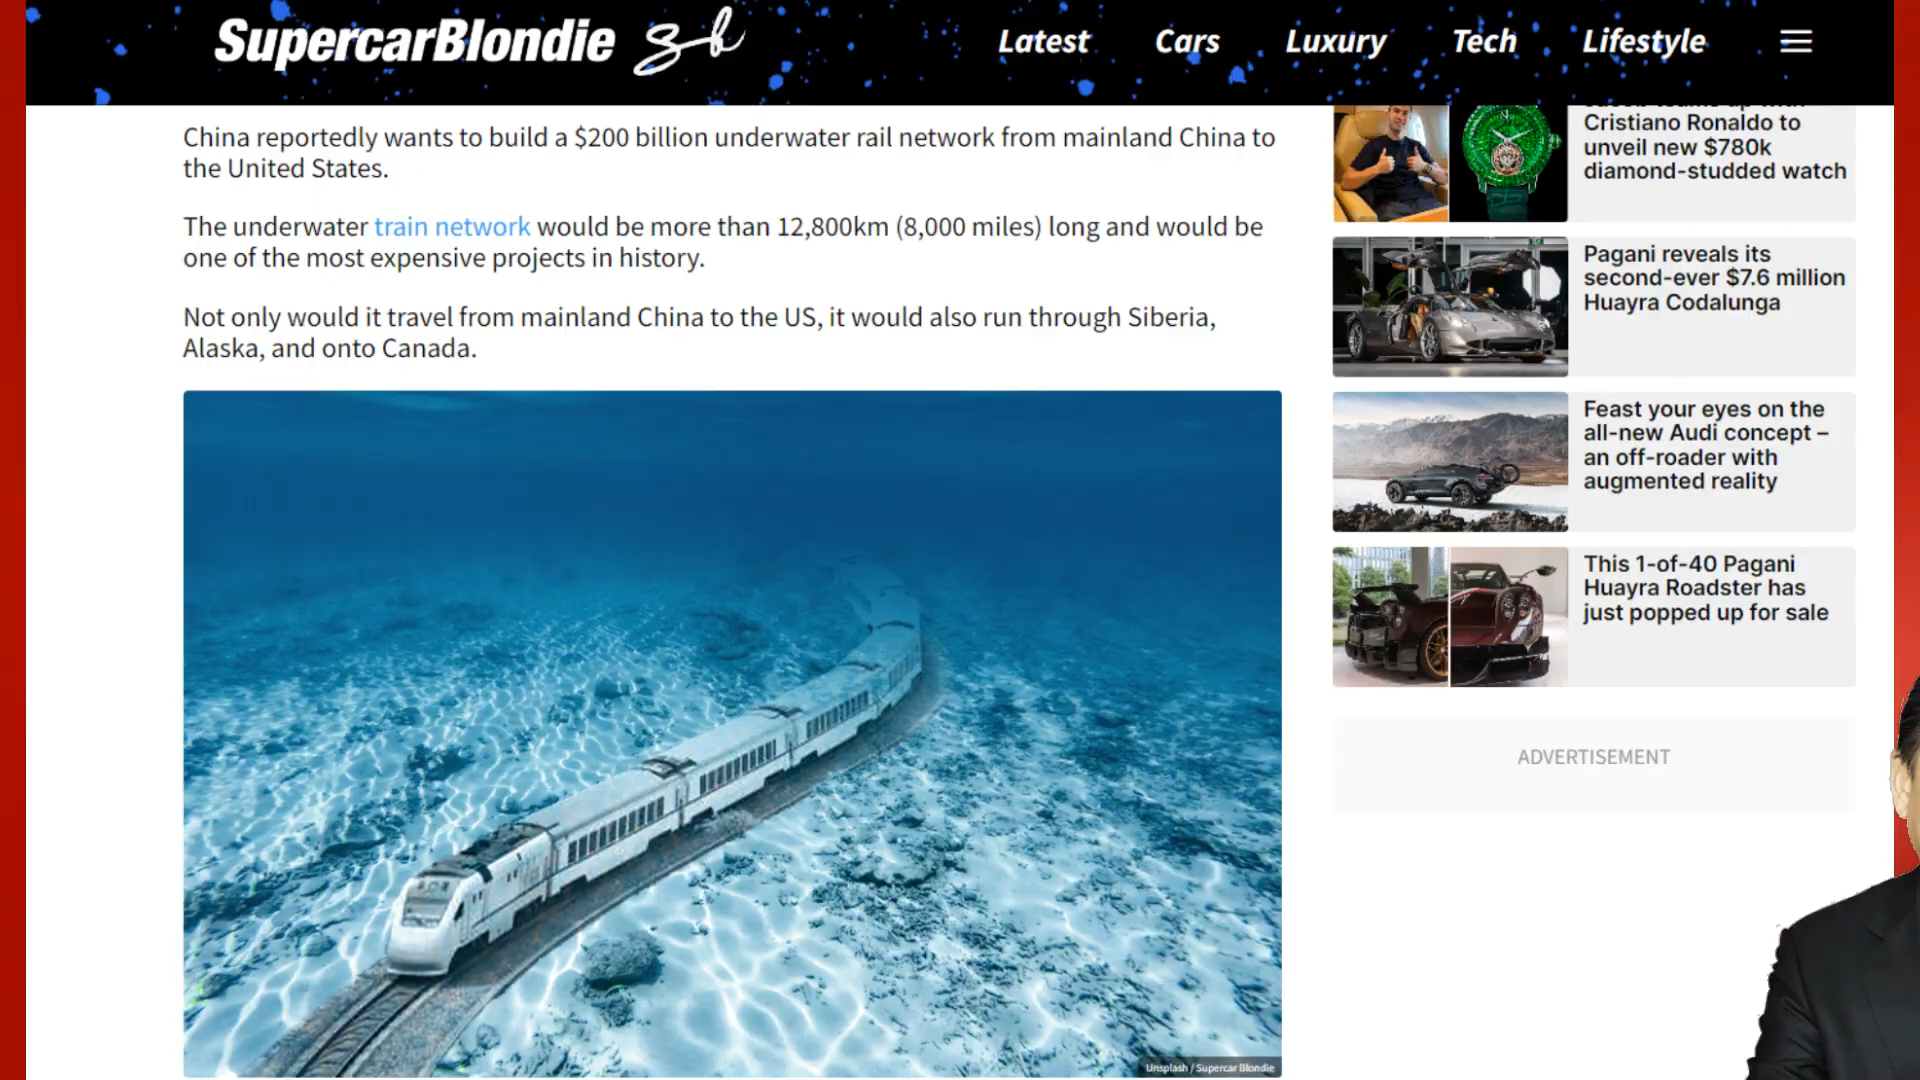 SupercarBlondie
Latest
Cars
Luxury
Tech
Lifestyle
China reportedly wants to build a $200 billion underwater rail network from mainland China to
the United States.
The underwater train network would be more than 12,800km (8,000 miles) long and would be
one of the most expensive projects in history.
Not only would it travel from mainland China to the US, it would also run through Siberia,
Alaska, and onto Canada.
Unsplash / Supercar Blondie
Cristiano Ronaldo to
unveil new $780k
diamond-studded watch
Pagani reveals its
second-ever $7.6 million
Huayra Codalunga
Feast your eyes on the
all-new Audi concept –
an off-roader with
augmented reality
This 1-of-40 Pagani
Huayra Roadster has
just popped up for sale
ADVERTISEMENT